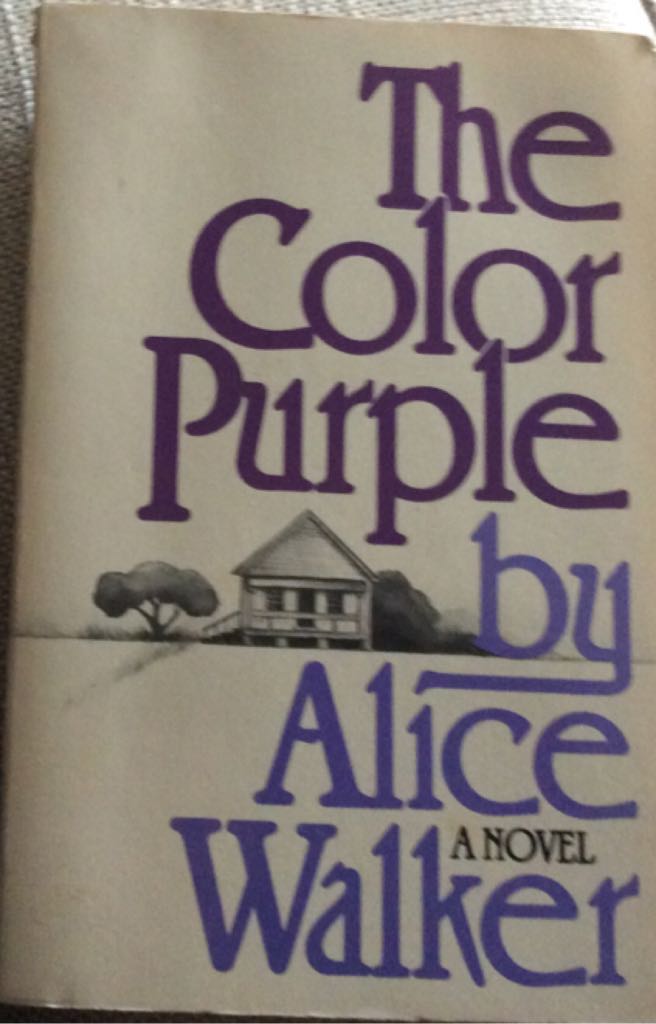 The
Color
Purple
by
Alice
A NOVEL
Walker